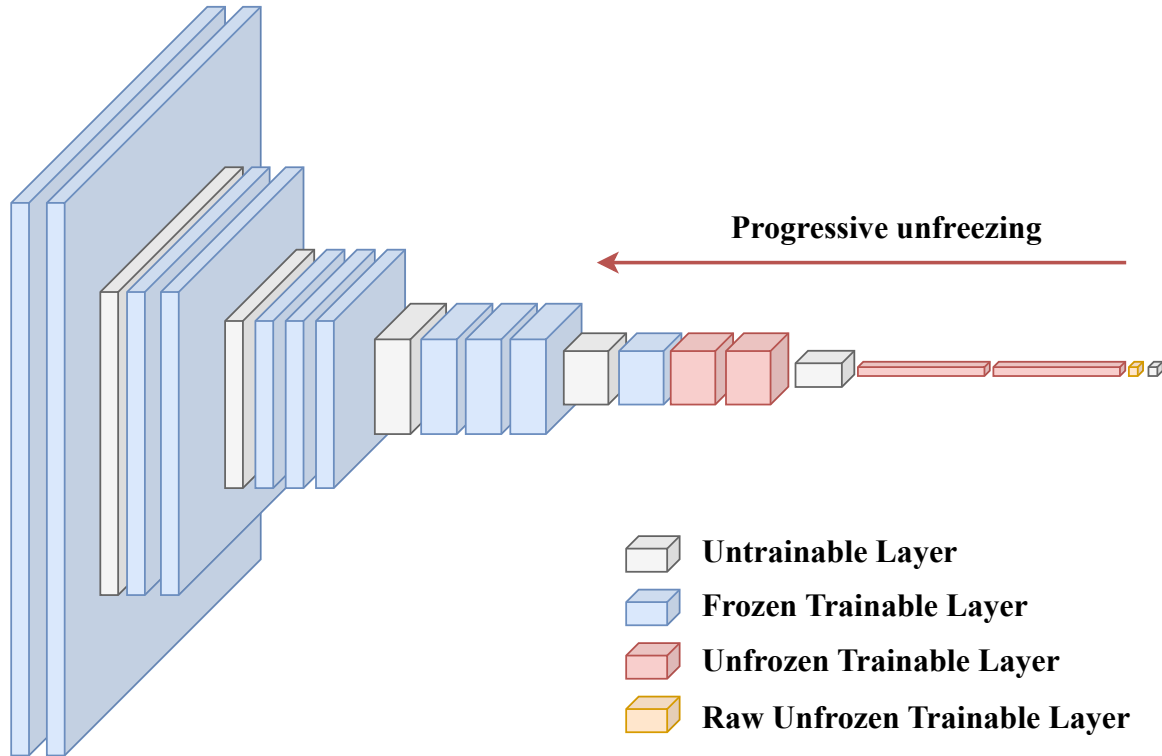 Progressive unfreezing
Untrainable Layer
Frozen Trainable Layer
Unfrozen Trainable Layer
Raw Unfrozen Trainable Layer